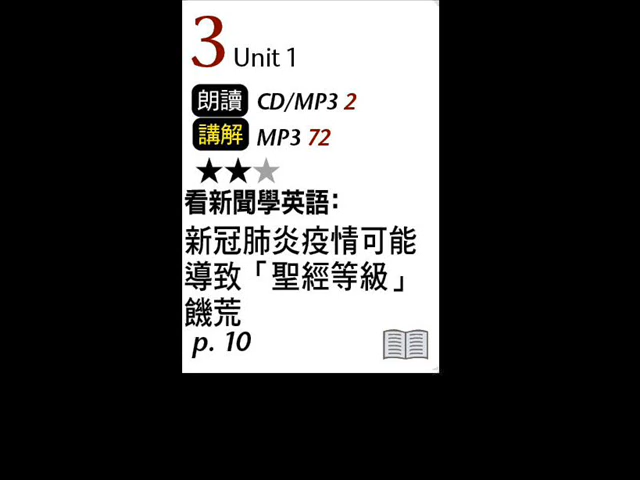 3 Unit 1
朗讀 CD/MP3 2
講解 MP3 72
看新聞學英語：
新冠肺炎疫情可能
導致「聖經等級」
饑荒
p. 10